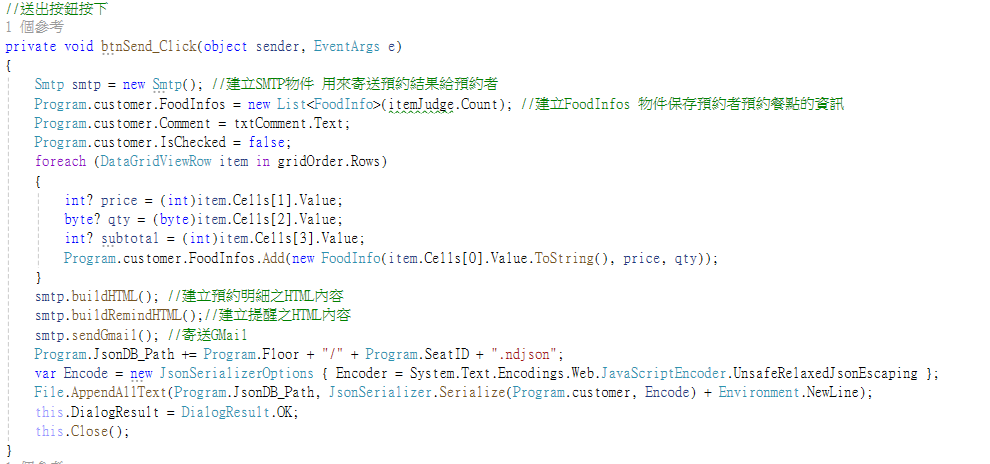 //送出按鈕按下
1 個參考
private void btnSend_Click(object sender, EventArgs e)
{
Smtp smtp = new Smtp(); //建立SMTP物件 用來寄送預約結果給預約者
Program.customer.FoodInfos = new List<FoodInfo>(itemJudge.Count); //建立FoodInfos 物件保存預約者預約餐點的資訊
Program.customer.Comment = txtComment.Text;
Program.customer.IsChecked = false;
foreach (DataGridViewRow item in gridOrder.Rows)
{
int? price = (int)item.Cells[1].Value;
byte? qty = (byte)item.Cells[2].Value;
int? subtotal = (int)item.Cells[3].Value;
Program.customer.FoodInfos.Add(new FoodInfo(item.Cells[0].Value.ToString(), price, qty));
}
smtp.buildHTML(); //建立預約明細之HTML內容
smtp.buildRemindHTML();//建立提醒之HTML內容
smtp.sendGmail(); //寄送GMail
Program.JsonDB_Path += Program.Floor + "/" + Program.SeatID + ".ndjson";
var Encode = new JsonSerializerOptions { Encoder = System.Text.Encodings.Web.JavaScriptEncoder.UnsafeRelaxedJsonEscaping };
File.AppendAllText(Program.JsonDB_Path, JsonSerializer.Serialize(Program.customer, Encode) + Environment.NewLine);
this.DialogResult = DialogResult.OK;
this.Close();
}